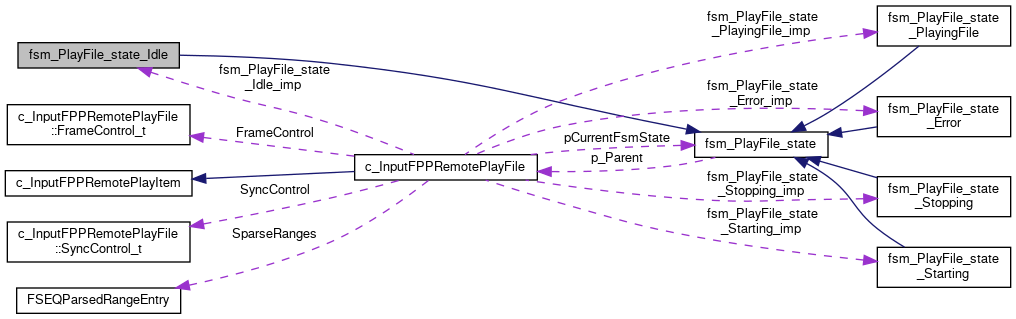 fsm_PlayFile_state_Idle
c_InputFPPRemotePlayFile
::FrameControl_t
c_InputFPPRemotePlayItem
c_InputFPPRemotePlayFile
::SyncControl_t
FSEQParsedRangeEntry
fsm_PlayFile_state
_Idle_imp
FrameControl
SyncControl
SparseRanges
c_InputFPPRemotePlayFile
fsm_PlayFile_state
_PlayingFile_imp
fsm_PlayFile_state
_Error_imp
pCurrentFsmState
p_Parent
fsm_PlayFile_state
_Stopping_imp
fsm_PlayFile_state
_Starting_imp
fsm_PlayFile_state
fsm_PlayFile_state
_PlayingFile
fsm_PlayFile_state
_Error
fsm_PlayFile_state
_Stopping
fsm_PlayFile_state
_Starting